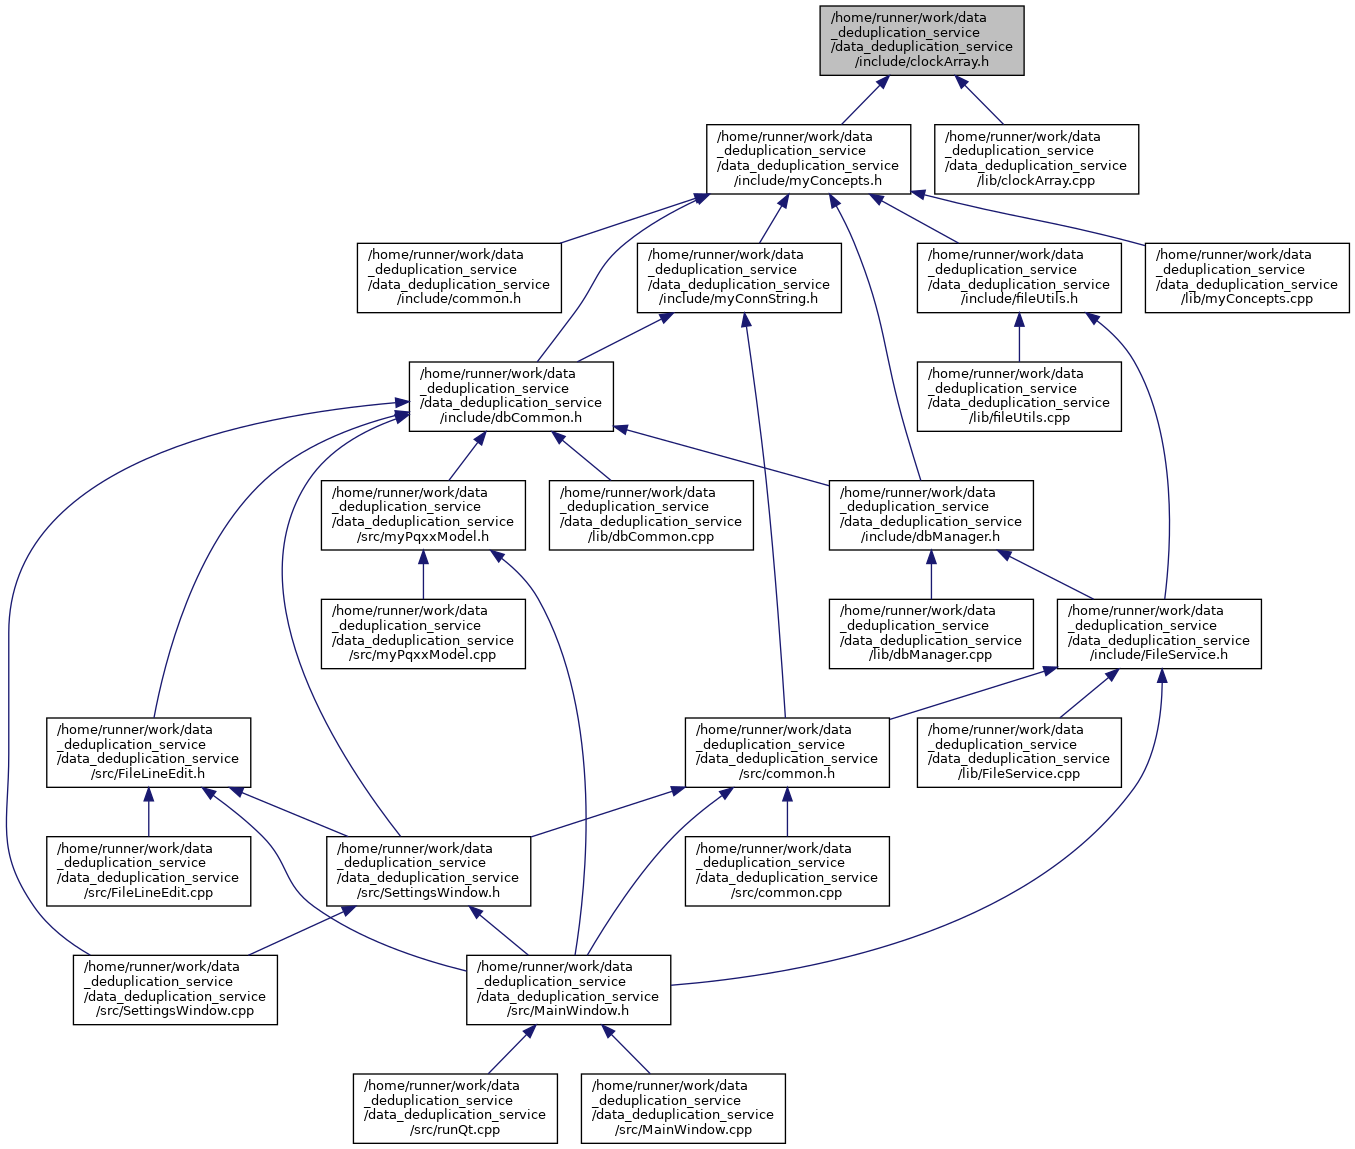 /home/runner/work/data
_deduplication_service
/data_deduplication_service
/include/clockArray.h
/home/runner/work/data
_deduplication_service
/data_deduplication_service
/include/myConcepts.h
/home/runner/work/data
_deduplication_service
/data_deduplication_service
/lib/clockArray.cpp
/home/runner/work/data
_deduplication_service
/data_deduplication_service
/include/common.h
/home/runner/work/data
_deduplication_service
/data_deduplication_service
/include/myConnString.h
/home/runner/work/data
_deduplication_service
/data_deduplication_service
/include/fileUtils.h
/home/runner/work/data
_deduplication_service
/data_deduplication_service
/lib/myConcepts.cpp
/home/runner/work/data
_deduplication_service
/data_deduplication_service
/include/dbCommon.h
/home/runner/work/data
_deduplication_service
/data_deduplication_service
/lib/fileUtils.cpp
/home/runner/work/data
_deduplication_service
/data_deduplication_service
/src/myPqxxModel.h
/home/runner/work/data
_deduplication_service
/data_deduplication_service
/lib/dbCommon.cpp
/home/runner/work/data
_deduplication_service
/data_deduplication_service
/include/dbManager.h
/home/runner/work/data
_deduplication_service
/data_deduplication_service
/src/myPqxxModel.cpp
/home/runner/work/data
_deduplication_service
/data_deduplication_service
/lib/dbManager.cpp
/home/runner/work/data
_deduplication_service
/data_deduplication_service
/include/FileService.h
/home/runner/work/data
_deduplication_service
/data_deduplication_service
/src/FileLineEdit.h
/home/runner/work/data
_deduplication_service
/data_deduplication_service
/src/common.h
/home/runner/work/data
_deduplication_service
/data_deduplication_service
/lib/FileService.cpp
/home/runner/work/data
_deduplication_service
/data_deduplication_service
/src/FileLineEdit.cpp
/home/runner/work/data
_deduplication_service
/data_deduplication_service
/src/SettingsWindow.h
/home/runner/work/data
_deduplication_service
/data_deduplication_service
/src/common.cpp
/home/runner/work/data
_deduplication_service
/data_deduplication_service
/src/SettingsWindow.cpp
/home/runner/work/data
_deduplication_service
/data_deduplication_service
/src/MainWindow.h
/home/runner/work/data
_deduplication_service
/data_deduplication_service
/src/runQt.cpp
/home/runner/work/data
_deduplication_service
/data_deduplication_service
/src/MainWindow.cpp